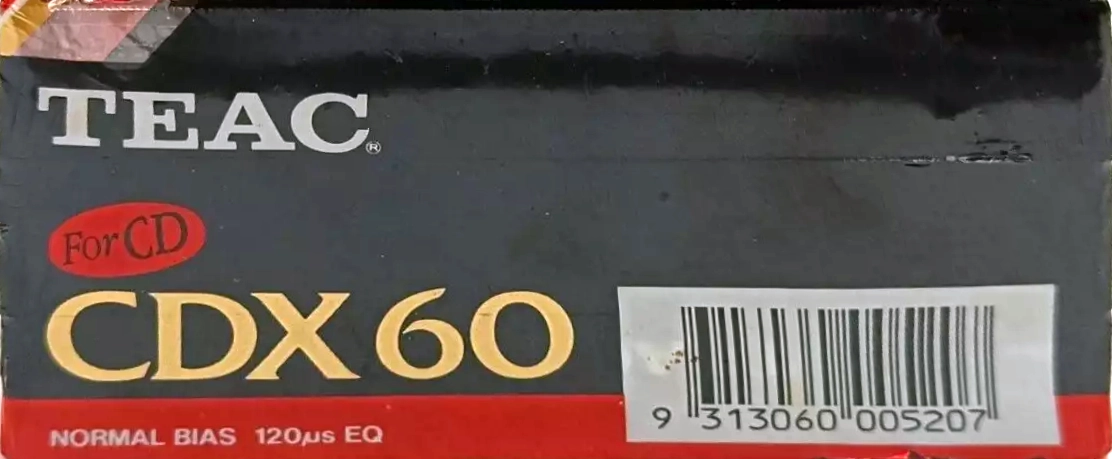 TEAC®
For CD
CDX 60
9 313060 005207
NORMAL BIAS 120µs EQ